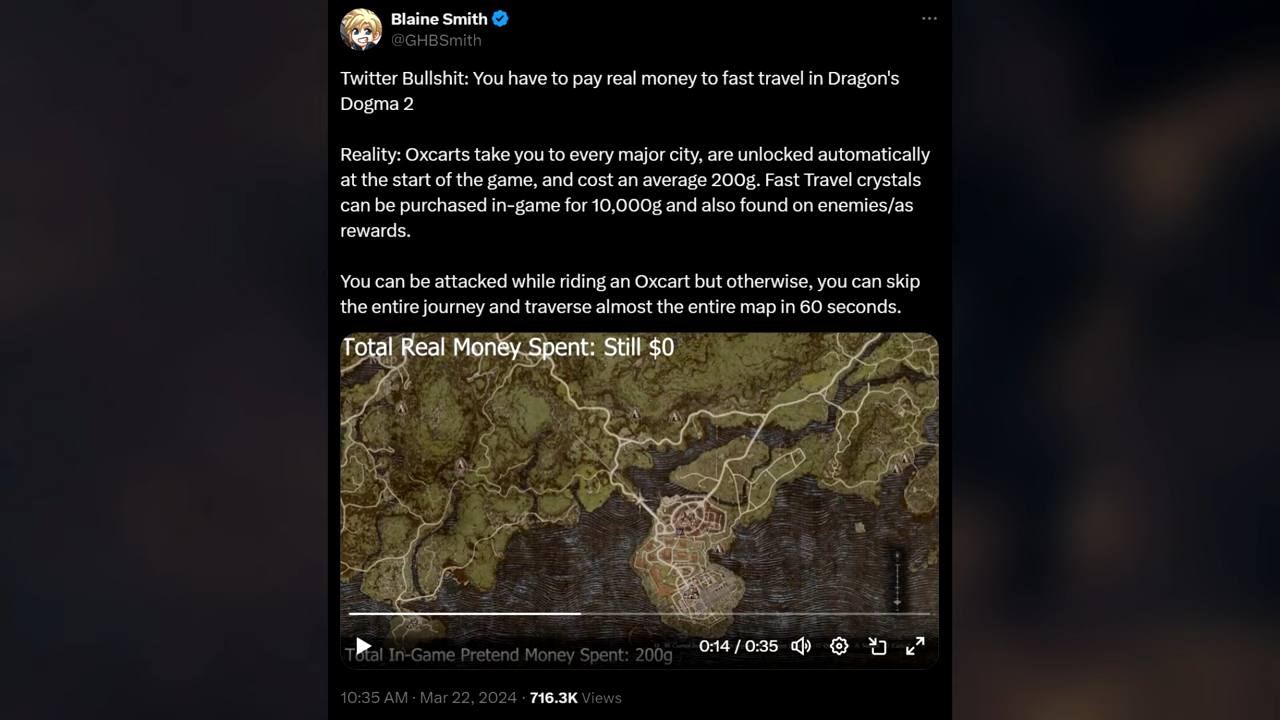 Blaine Smith
@GHBSmith
Twitter Bullshit: You have to pay real money to fast travel in Dragon's
Dogma 2
Reality: Oxcarts take you to every major city, are unlocked automatically
at the start of the game, and cost an average 200g. Fast Travel crystals
can be purchased in-game for 10,000g and also found on enemies/as
rewards.
You can be attacked while riding an Oxcart but otherwise, you can skip
the entire journey and traverse almost the entire map in 60 seconds.
Total Real Money Spent: Still $0
0:14 / 0:35
Total In-Game Pretend Money Spent: 200g
10:35 AM · Mar 22, 2024 · 716.3K Views